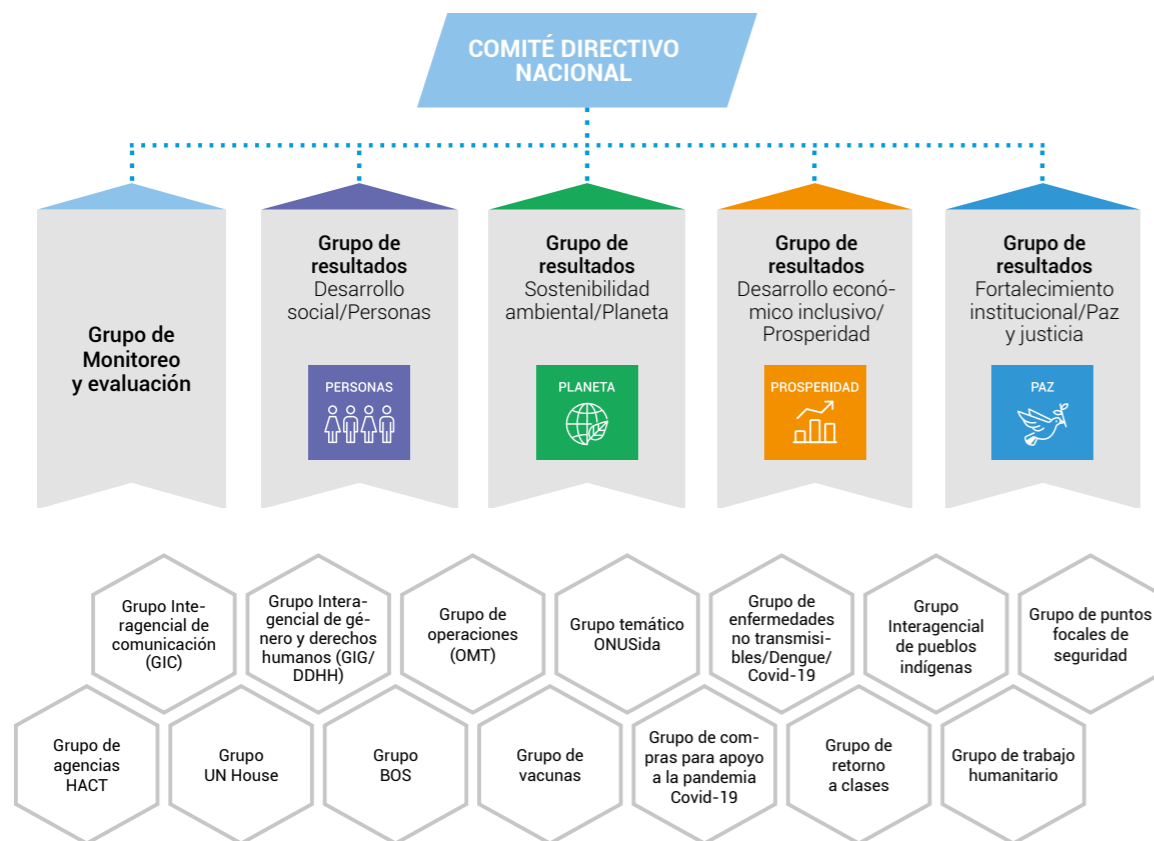 COMITÉ DIRECTIVO
NACIONAL
Grupo de
Monitoreo
y evaluación
Grupo de
resultados
Desarrollo
social/Personas
PERSONAS
Grupo de
resultados
Sostenibilidad
ambiental/Planeta
PLANETA
Grupo de
resultados
Desarrollo econó-
mico inclusivo/
Prosperidad
PROSPERIDAD
Grupo de
resultados
Fortalecimiento
institucional/Paz
y justicia
PAZ
Grupo Inte-
ragencial de
comunicación
(GIC)
Grupo Intera-
gencial de gé-
nero y derechos
humanos (GIG/
DDHH)
Grupo de
operaciones
(OMT)
Grupo temático
ONUSida
Grupo de
enfermedades
no transmisi-
bles/Dengue/
Covid-19
Grupo
Interagencial
de pueblos
indígenas
Grupo de puntos
focales de
seguridad
Grupo de
agencias
HACT
Grupo
UN House
Grupo
BOS
Grupo de
vacunas
Grupo de com-
pras para apoyo
a la pandemia
Covid-19
Grupo de
retorno
a clases
Grupo de trabajo
humanitario